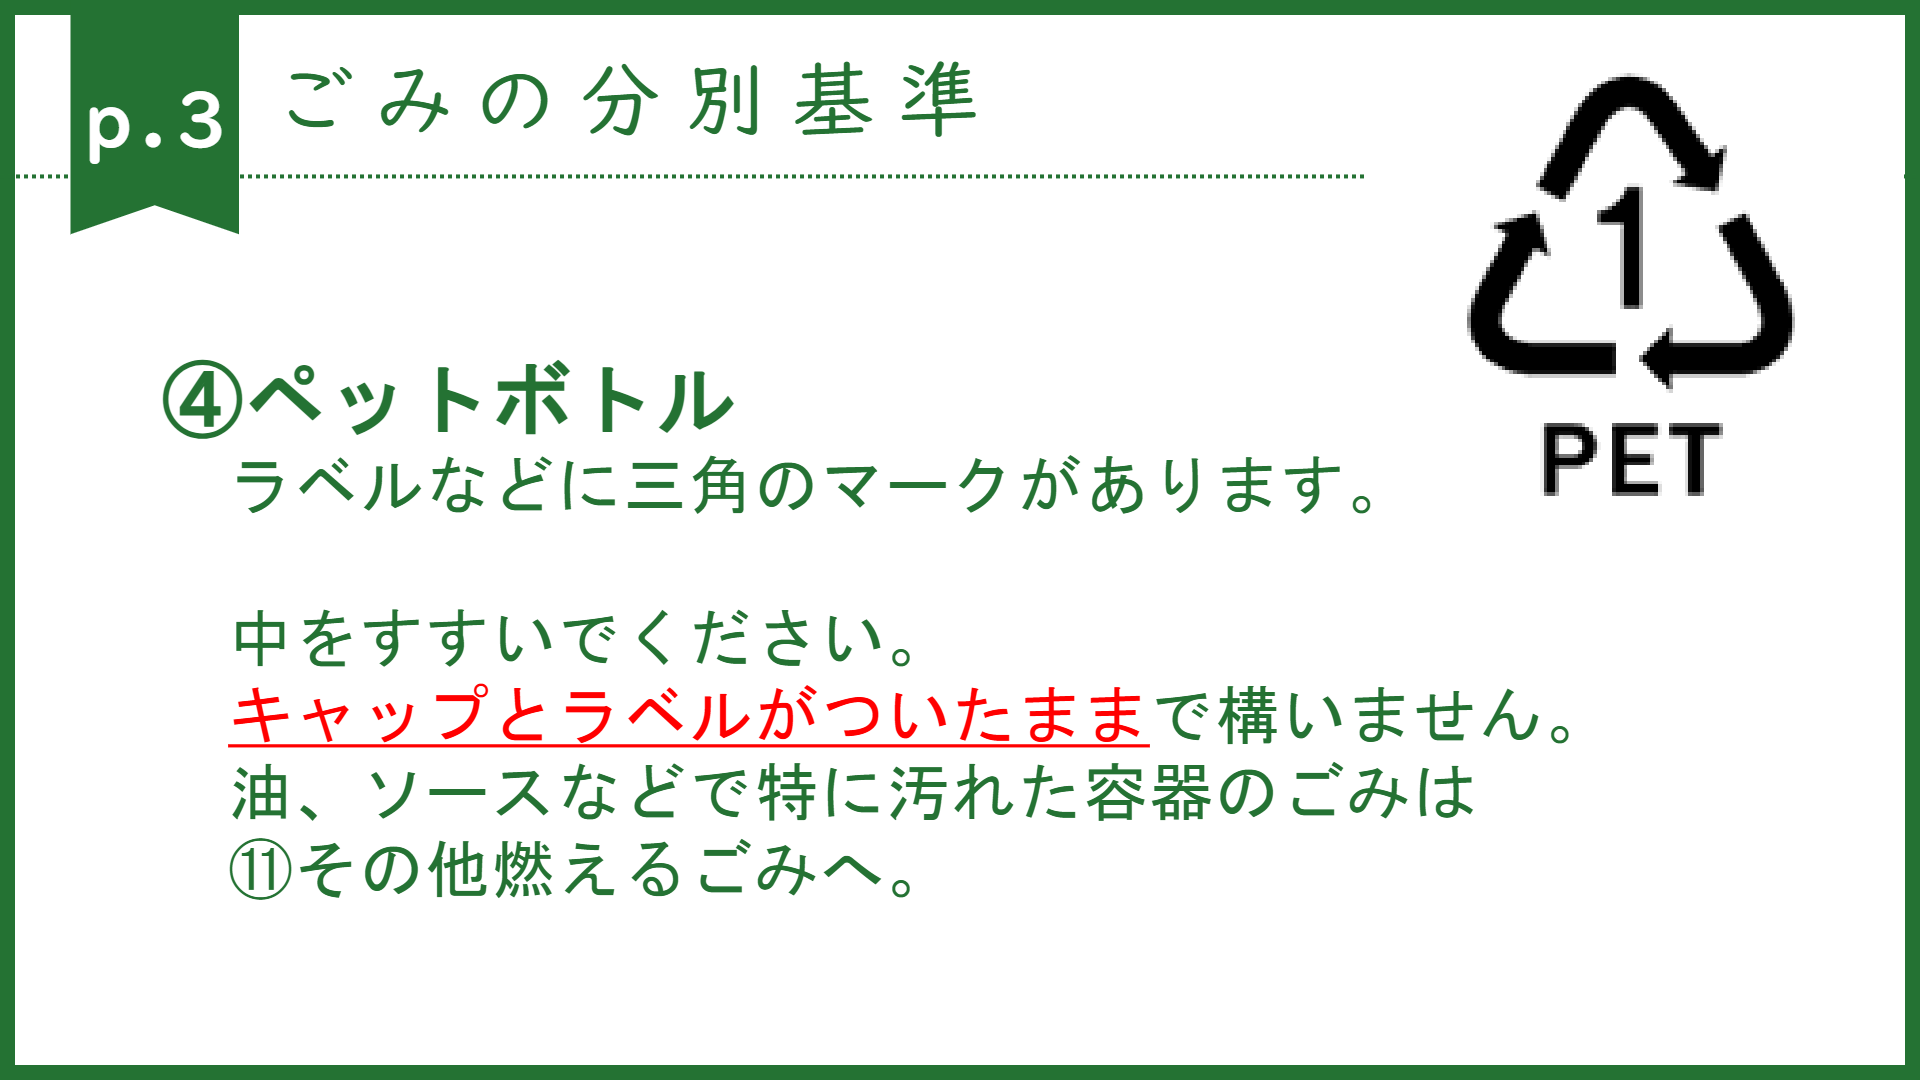 p.3
ごみの分別基準
1
PET
④ペットボトル
ラベルなどに三角のマークがあります。
中をすすいでください。
キャップとラベルがついたままで構いません。
油、ソースなどで特に汚れた容器のごみは
⑪その他燃えるごみへ。